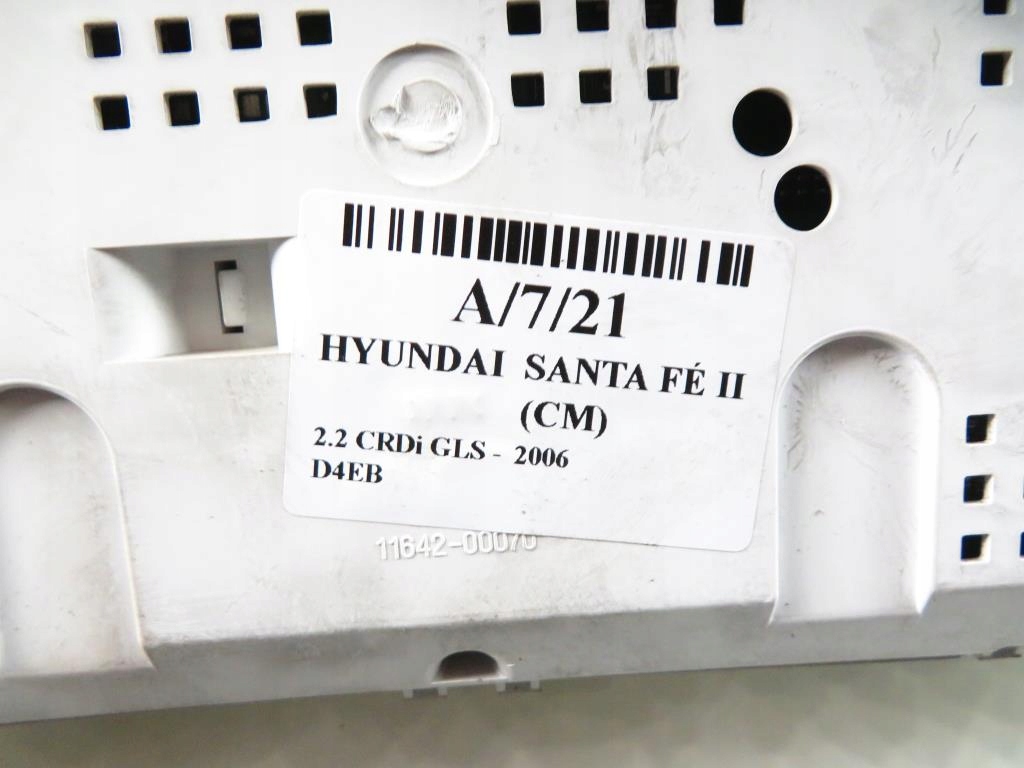 A/7/21
HYUNDAI SANTA FÉ II
(CM)
2.2 CRDi GLS - 2006
D4EB
11642-00070